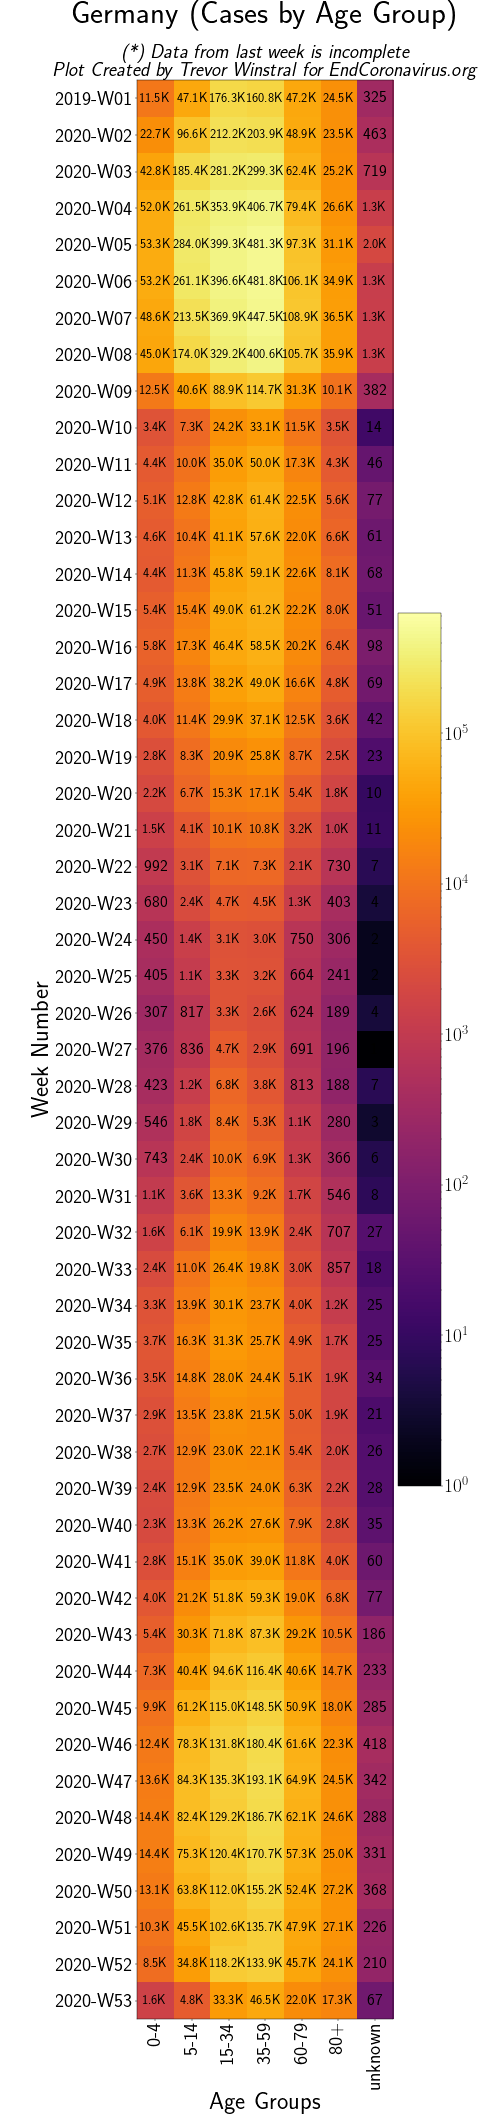 Germany (Cases by Age Group)
(*) Data from last week is incomplete
Plot Created by Trevor Winstral for EndCoronavirus.org
2019-W01 11.5K 47.1K 176.3K 160.8K 47.2K 24.5K 325
2020-W02 22.7K 96.6K 212.2K 203.9K 48.9K 23.5K 463
2020-W03 42.8K 185.4K 281.2K 299.3K 62.4K 25.2K 719
2020-W04 52.0K 261.5K 353.9K 406.7K 79.4K 26.6K 1.3K
2020-W05 53.3K 284.0K 399.3K 481.3K 97.3K 31.1K 2.0K
2020-W06 53.2K 261.1K 396.6K 481.8K 106.1K 34.9K 1.3K
2020-W07 48.6K 213.5K 369.9K 447.5K 108.9K 36.5K 1.3K
2020-W08 45.0K 174.0K 329.2K 400.6K 105.7K 35.9K 1.3K
2020-W09 12.5K 40.6K 88.9K 114.7K 31.3K 10.1K 382
2020-W10 3.4K 7.3K 24.2K 33.1K 11.5K 3.5K 14
2020-W11 4.4K 10.0K 35.0K 50.0K 17.3K 4.3K 46
2020-W12 5.1K 12.8K 42.8K 61.4K 22.5K 5.6K 77
2020-W13 4.6K 10.4K 41.1K 57.6K 22.0K 6.6K 61
2020-W14 4.4K 11.3K 45.8K 59.1K 22.6K 8.1K 68
2020-W15 5.4K 15.4K 49.0K 61.2K 22.2K 8.0K 51
2020-W16 5.8K 17.3K 46.4K 58.5K 20.2K 6.4K 98
2020-W17 4.9K 13.8K 38.2K 49.0K 16.6K 4.8K 69
2020-W18 4.0K 11.4K 29.9K 37.1K 12.5K 3.6K 42
2020-W19 2.8K 8.3K 20.9K 25.8K 8.7K 2.5K 23
2020-W20 2.2K 6.7K 15.3K 17.1K 5.4K 1.8K 10
2020-W21 1.5K 4.1K 10.1K 10.8K 3.2K 1.0K 11
2020-W22 992 3.1K 7.1K 7.3K 2.1K 730 7
2020-W23 680 2.4K 4.7K 4.5K 1.3K 403 4
2020-W24 450 1.4K 3.1K 3.0K 750 306 2
2020-W25 405 1.1K 3.3K 3.2K 664 241 2
2020-W26 307 817 3.3K 2.6K 624 189 4
2020-W27 376 836 4.7K 2.9K 691 196
2020-W28 423 1.2K 6.8K 3.8K 813 188 7
2020-W29 546 1.8K 8.4K 5.3K 1.1K 280 3
2020-W30 743 2.4K 10.0K 6.9K 1.3K 366 6
2020-W31 1.1K 3.6K 13.3K 9.2K 1.7K 546 8
2020-W32 1.6K 6.1K 19.9K 13.9K 2.4K 707 27
2020-W33 2.4K 11.0K 26.4K 19.8K 3.0K 857 18
2020-W34 3.3K 13.9K 30.1K 23.7K 4.0K 1.2K 25
2020-W35 3.7K 16.3K 31.3K 25.7K 4.9K 1.7K 25
2020-W36 3.5K 14.8K 28.0K 24.4K 5.1K 1.9K 34
2020-W37 2.9K 13.5K 23.8K 21.5K 5.0K 1.9K 21
2020-W38 2.7K 12.9K 23.0K 22.1K 5.4K 2.0K 26
2020-W39 2.4K 12.9K 23.5K 24.0K 6.3K 2.2K 28
2020-W40 2.3K 13.3K 26.2K 27.6K 7.9K 2.8K 35
2020-W41 2.8K 15.1K 35.0K 39.0K 11.8K 4.0K 60
2020-W42 4.0K 21.2K 51.8K 59.3K 19.0K 6.8K 77
2020-W43 5.4K 30.3K 71.8K 87.3K 29.2K 10.5K 186
2020-W44 7.3K 40.4K 94.6K 116.4K 40.6K 14.7K 233
2020-W45 9.9K 61.2K 115.0K 148.5K 50.9K 18.0K 285
2020-W46 12.4K 78.3K 131.8K 180.4K 61.6K 22.3K 418
2020-W47 13.6K 84.3K 135.3K 193.1K 64.9K 24.5K 342
2020-W48 14.4K 82.4K 129.2K 186.7K 62.1K 24.6K 288
2020-W49 14.4K 75.3K 120.4K 170.7K 57.3K 25.0K 331
2020-W50 13.1K 63.8K 112.0K 155.2K 52.4K 27.2K 368
2020-W51 10.3K 45.5K 102.6K 135.7K 47.9K 27.1K 226
2020-W52 8.5K 34.8K 118.2K 133.9K 45.7K 24.1K 210
2020-W53 1.6K 4.8K 33.3K 46.5K 22.0K 17.3K 67
0-4 5-14 15-34 35-59 60-79 80+ unknown
Age Groups
Week Number
10⁵
10⁴
10³
10²
10¹
10⁰